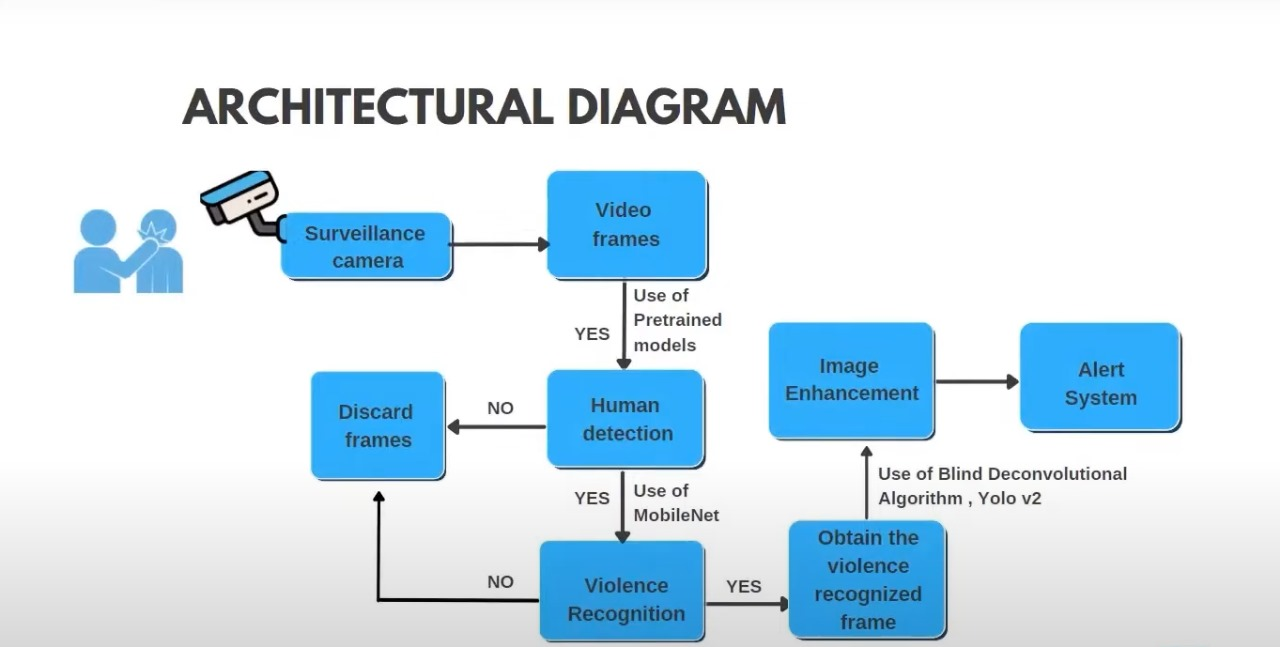 ARCHITECTURAL DIAGRAM
Surveillance
camera
Video
frames
YES
Use of
Pretrained
models
Discard
frames
NO
Human
detection
Image
Enhancement
Alert
System
YES
Use of
MobileNet
Use of Blind Deconvolutional
Algorithm , Yolo v2
NO
Violence
Recognition
YES
Obtain the
violence
recognized
frame